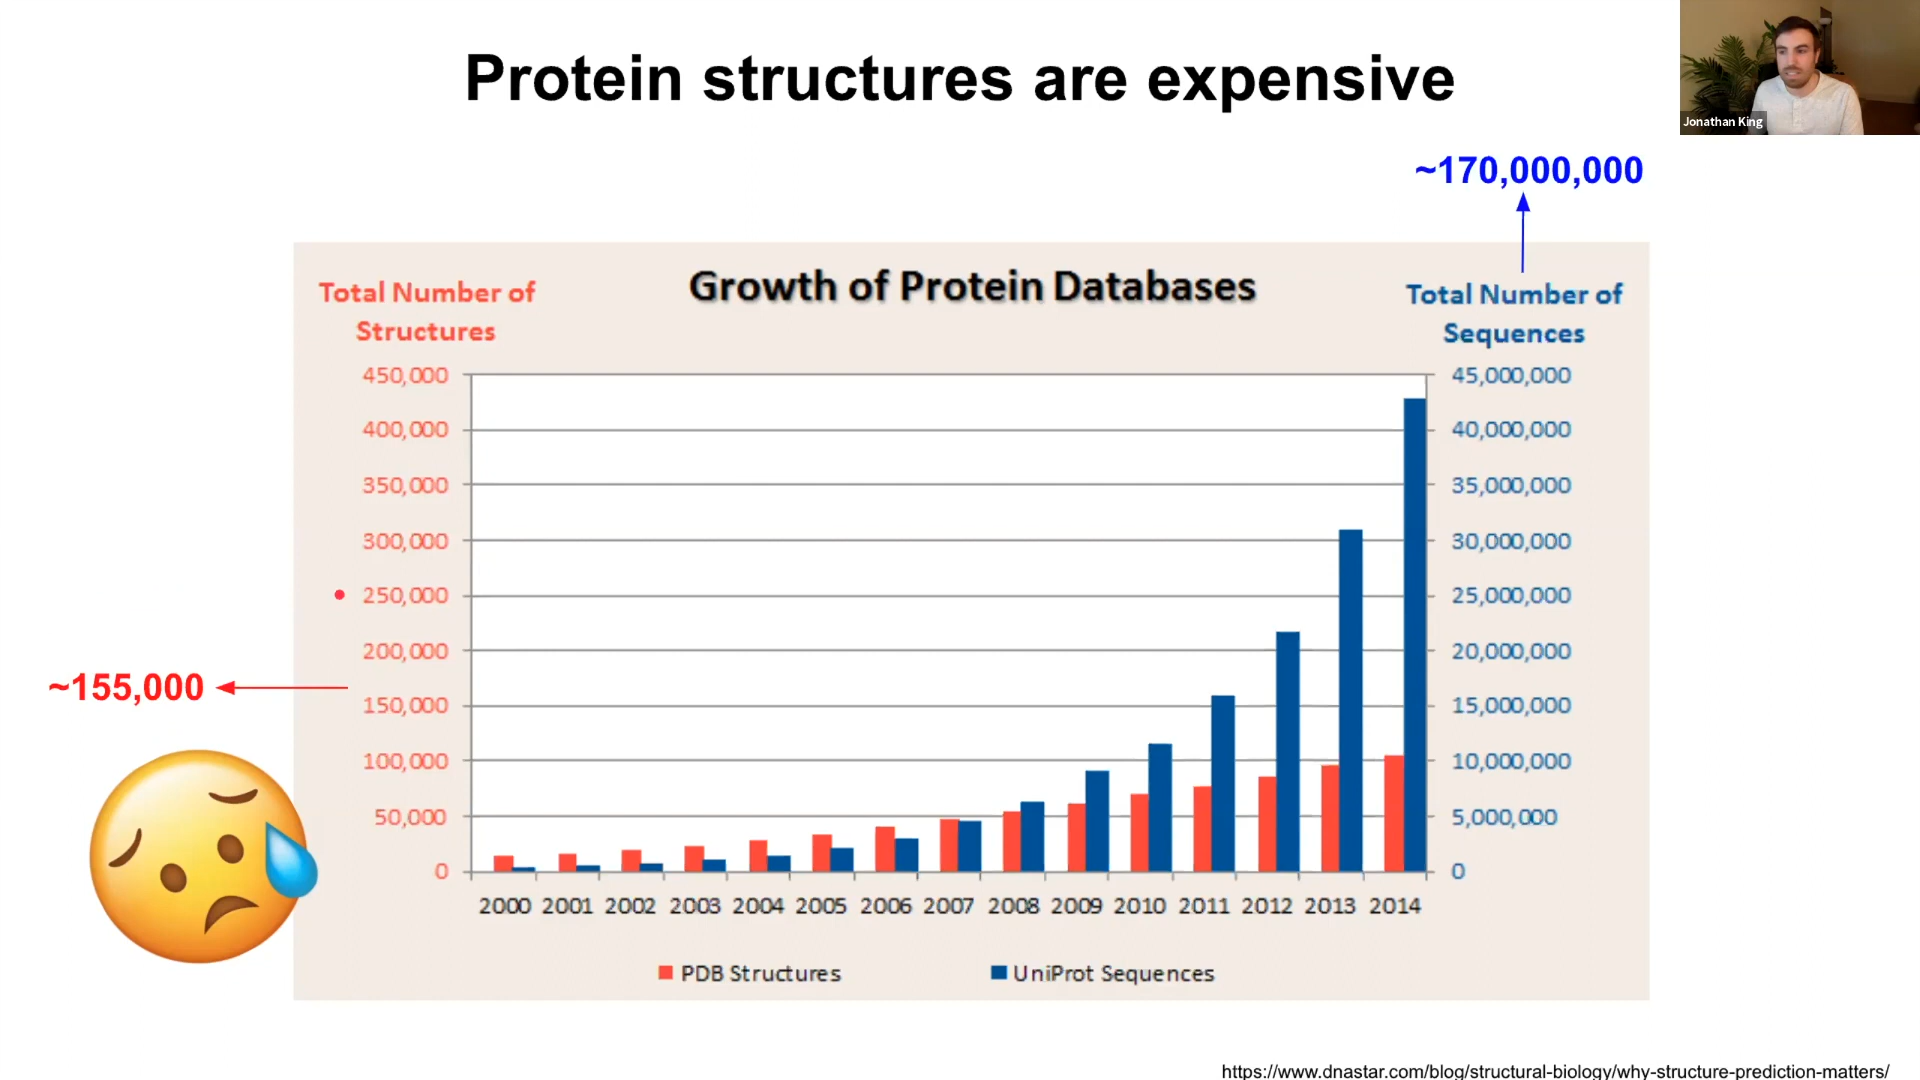 Protein structures are expensive
Jonathan King
~170,000,000
Growth of Protein Databases
Total Number of
Structures
Total Number of
Sequences
450,000
400,000
350,000
300,000
250,000
200,000
150,000
100,000
50,000
0
~155,000
45,000,000
40,000,000
35,000,000
30,000,000
25,000,000
20,000,000
15,000,000
10,000,000
5,000,000
0
2000 2001 2002 2003 2004 2005 2006 2007 2008 2009 2010 2011 2012 2013 2014
PDB Structures UniProt Sequences
https://www.dnastar.com/blog/structural-biology/why-structure-prediction-matters/